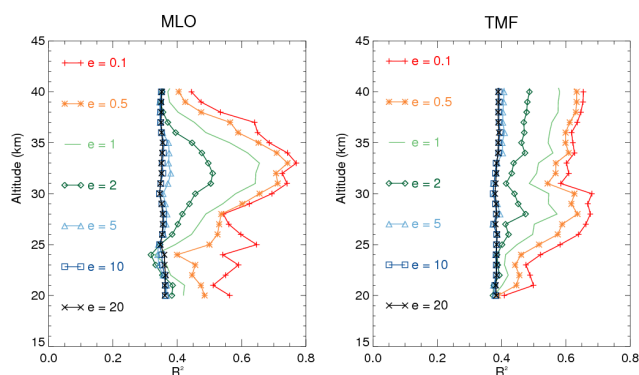 MLO
TMF
45
40
35
30
25
20
15
Altitude (km)
e = 0.1
e = 0.5
e = 1
e = 2
e = 5
e = 10
e = 20
0.0
0.2
0.4
0.6
0.8
R²
45
40
35
30
25
20
15
Altitude (km)
e = 0.1
e = 0.5
e = 1
e = 2
e = 5
e = 10
e = 20
0.0
0.2
0.4
0.6
0.8
R²